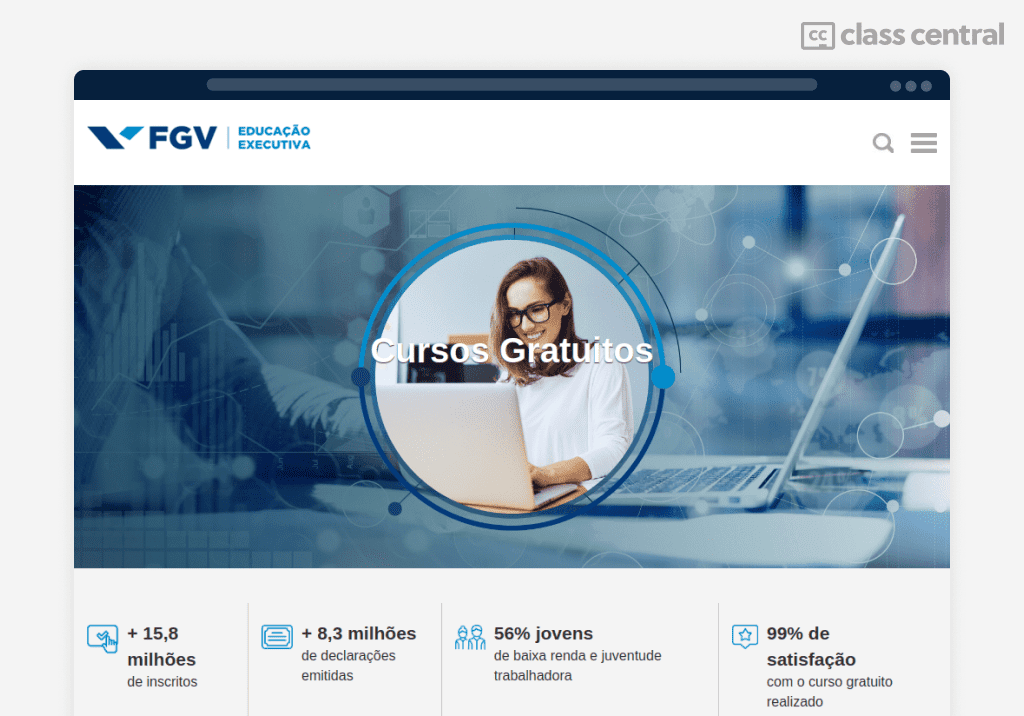 cc class central
FGV
EDUCAÇÃO
EXECUTIVA
Cursos Gratuitos
+ 15,8
milhões
de inscritos
+ 8,3 milhões
de declarações
emitidas
56% jovens
de baixa renda e juventude
trabalhadora
99% de
satisfação
com o curso gratuito
realizado